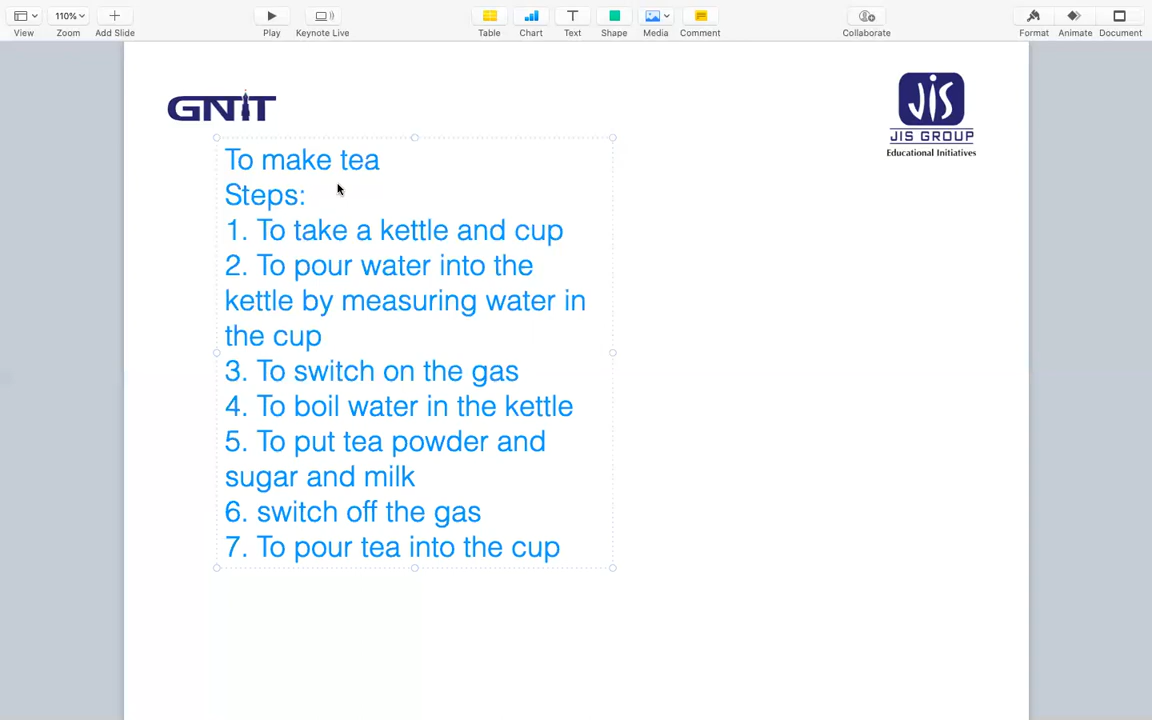 View
110%
Zoom
Add Slide
Play
Keynote Live
Table
Chart
Text
Shape
Media
Comment
Collaborate
Format
Animate
Document
GNIT
JIS
JIS GROUP
Educational Initiatives
To make tea
Steps:
1. To take a kettle and cup
2. To pour water into the
kettle by measuring water in
the cup
3. To switch on the gas
4. To boil water in the kettle
5. To put tea powder and
sugar and milk
6. switch off the gas
7. To pour tea into the cup